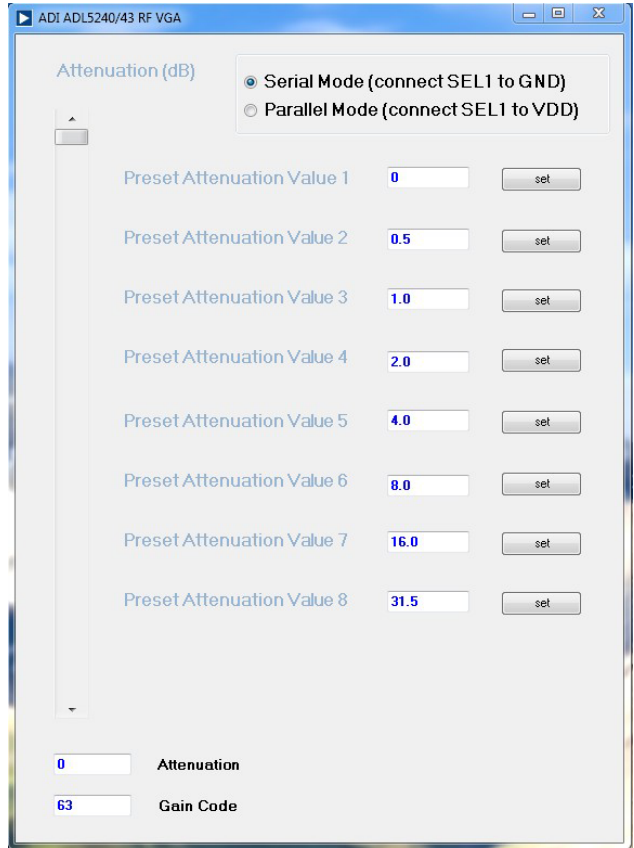 ADI ADL5240/43 RF VGA
Attenuation (dB)
Serial Mode (connect SEL1 to GND)
Parallel Mode (connect SEL1 to VDD)
Preset Attenuation Value 1 0 set
Preset Attenuation Value 2 0.5 set
Preset Attenuation Value 3 1.0 set
Preset Attenuation Value 4 2.0 set
Preset Attenuation Value 5 4.0 set
Preset Attenuation Value 6 8.0 set
Preset Attenuation Value 7 16.0 set
Preset Attenuation Value 8 31.5 set
0 Attenuation
63 Gain Code